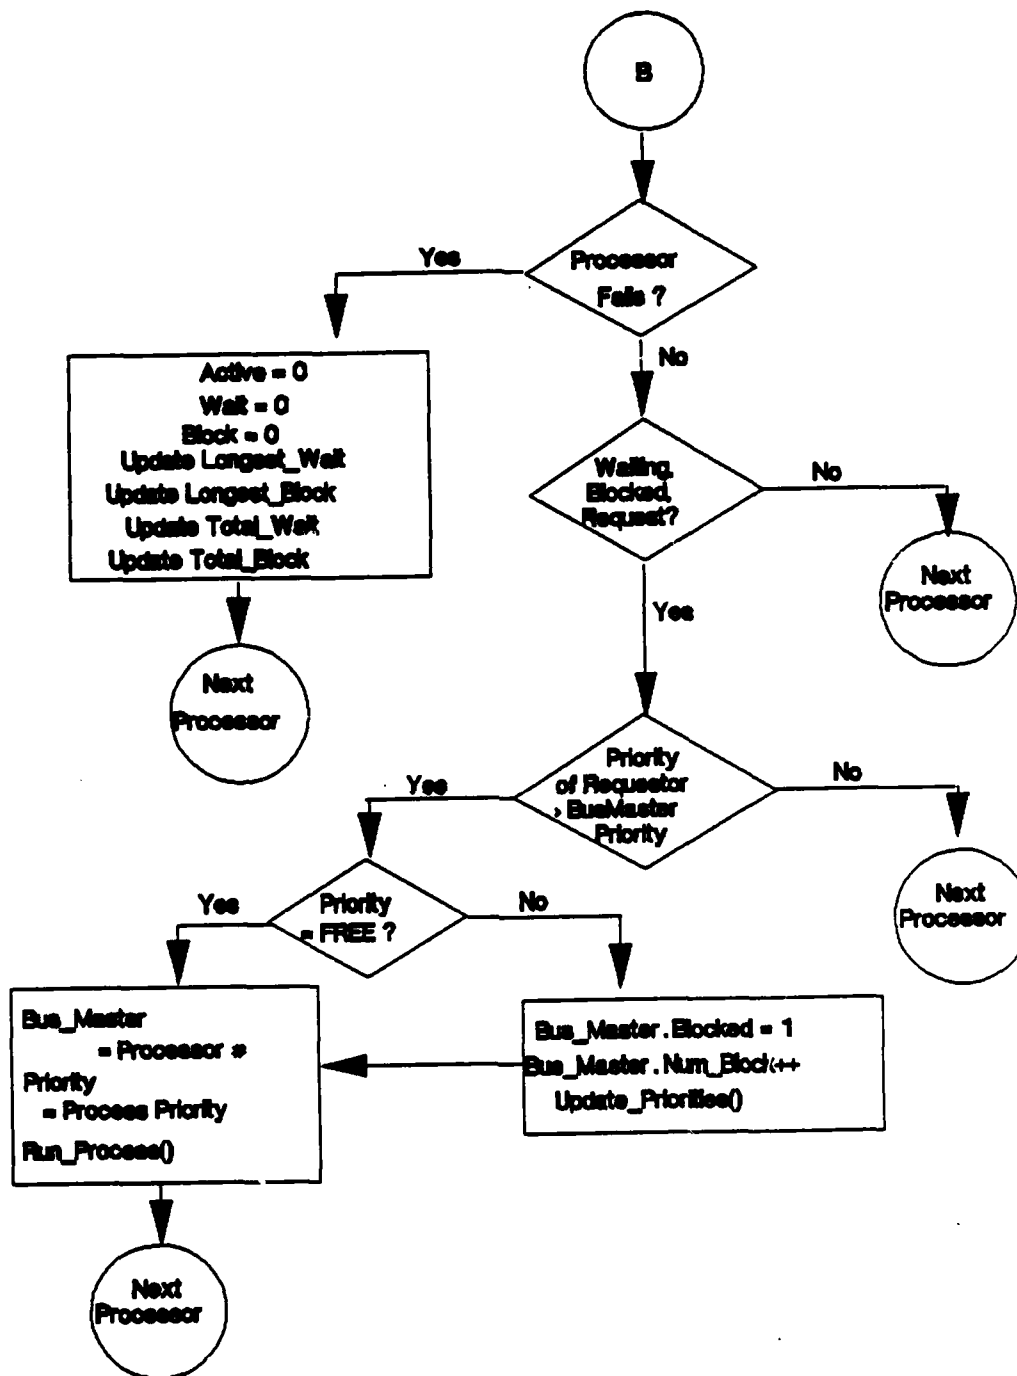 B
Processor
Fails ?
Yes
No
Active = 0
Wait = 0
Block = 0
Update Longest_Wait
Update Longest_Block
Update Total_Wait
Update Total_Block
Waiting,
Blocked,
Request?
No
Next
Processor
Yes
Next
Processor
Priority
of Requestor
> BusMaster
Priority
Yes
No
Next
Processor
Priority
= FREE ?
Yes
No
Bus_Master
= Processor #
Priority
= Process Priority
Run_Process()
Bus_Master.Blocked = 1
Bus_Master.Num_Block++
Update_Priorities()
Next
Processor